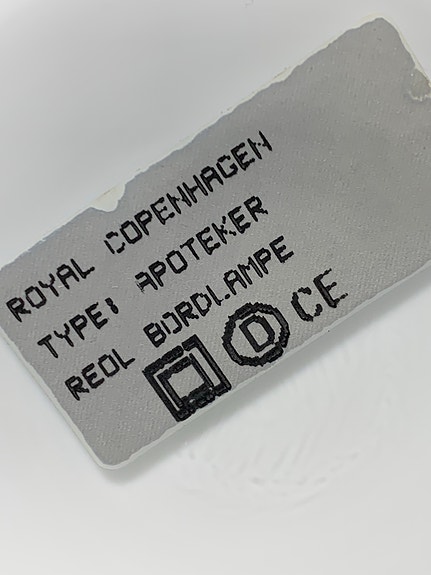 ROYAL COPENHAGEN
TYPE: APOTEKER
REOL BORDLAMPE
D CE